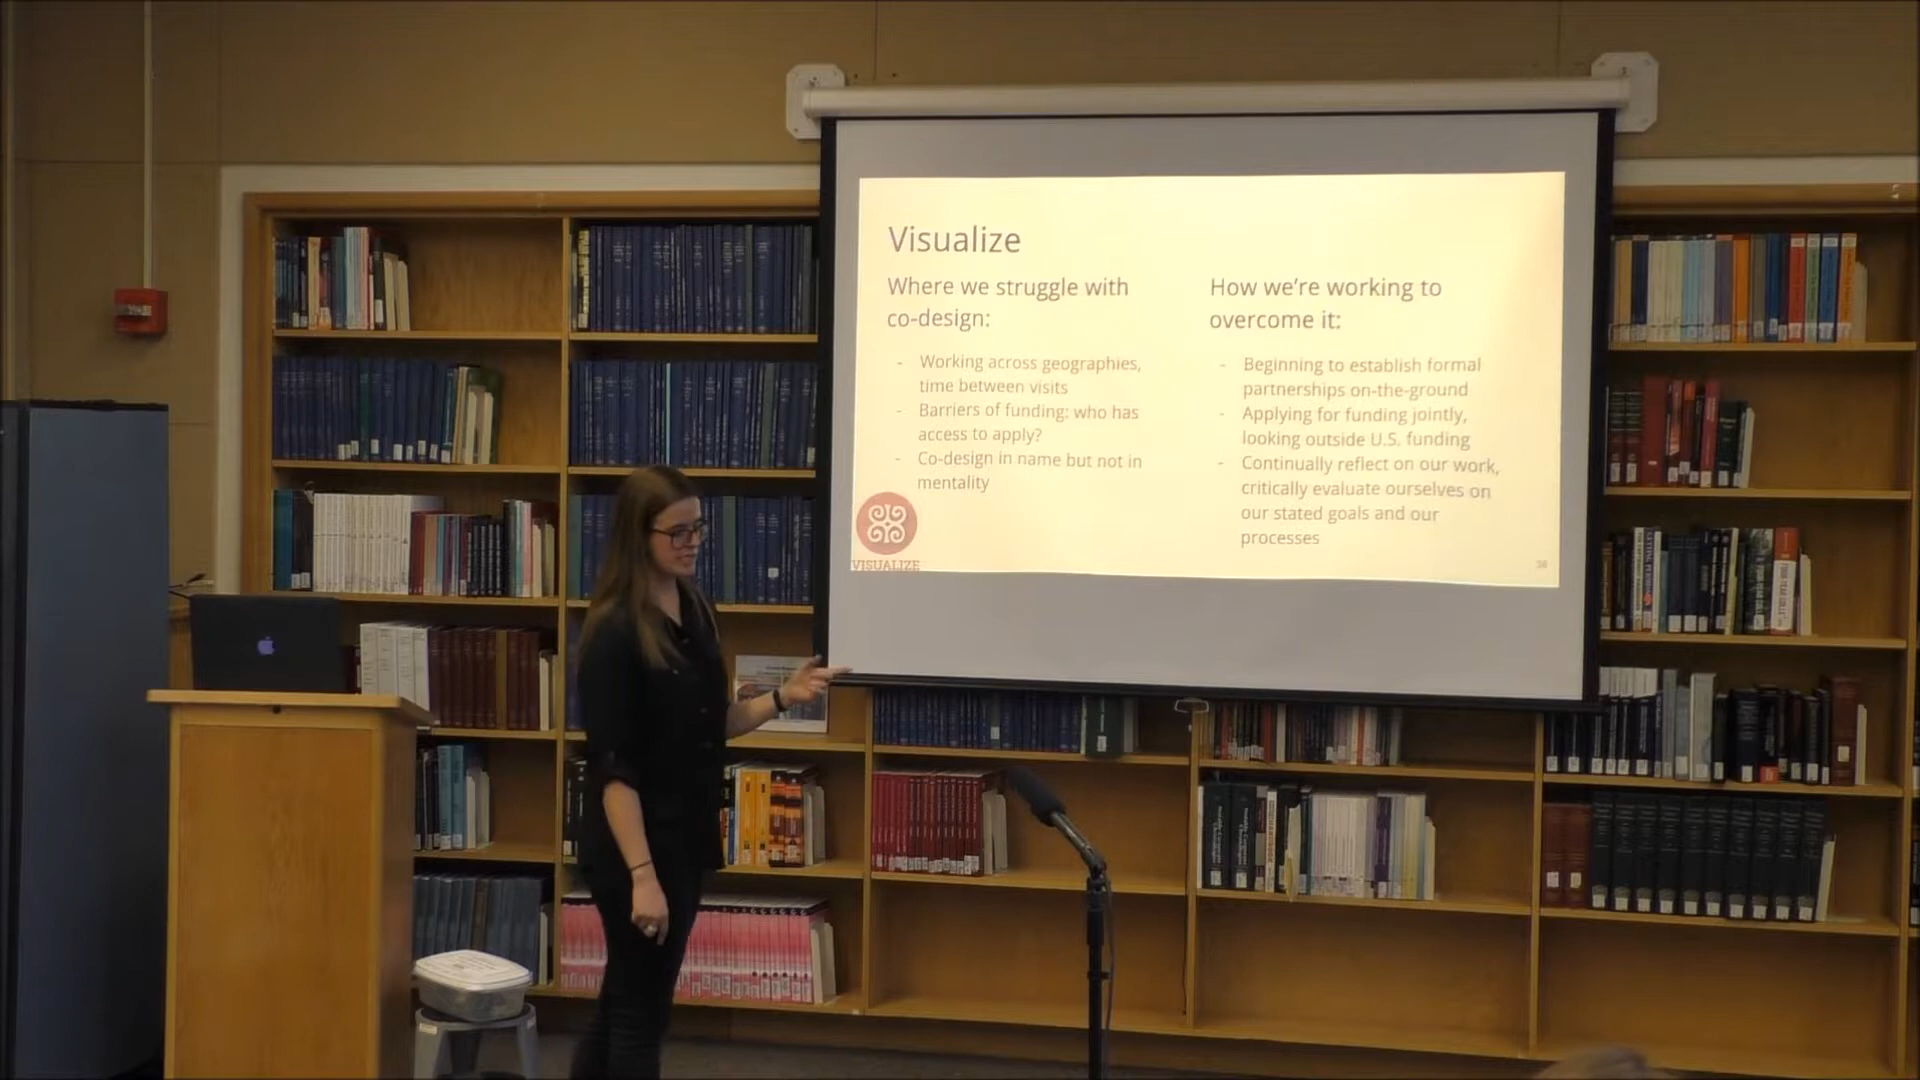 Visualize
Where we struggle with
co-design:
- Working across geographies,
time between visits
- Barriers of funding: who has
access to apply?
- Co-design in name but not in
mentality
How we're working to
overcome it:
- Beginning to establish formal
partnerships on-the-ground
- Applying for funding jointly,
looking outside U.S. funding
- Continually reflect on our work,
critically evaluate ourselves on
our stated goals and our
processes
VISUALIZE